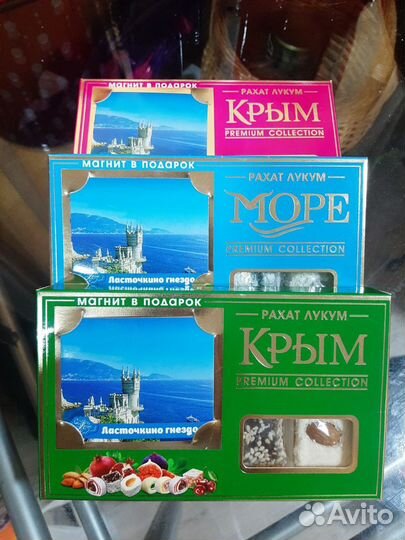 МАГНИТ В ПОДАРОК
РАХАТ ЛУКУМ
КРЫМ
PREMIUM COLLECTION
МАГНИТ В ПОДАРОК
РАХАТ ЛУКУМ
МОРЕ
PREMIUM COLLECTION
Ласточкино гнездо
МАГНИТ В ПОДАРОК
РАХАТ ЛУКУМ
КРЫМ
PREMIUM COLLECTION
Ласточкино гнездо
Avito